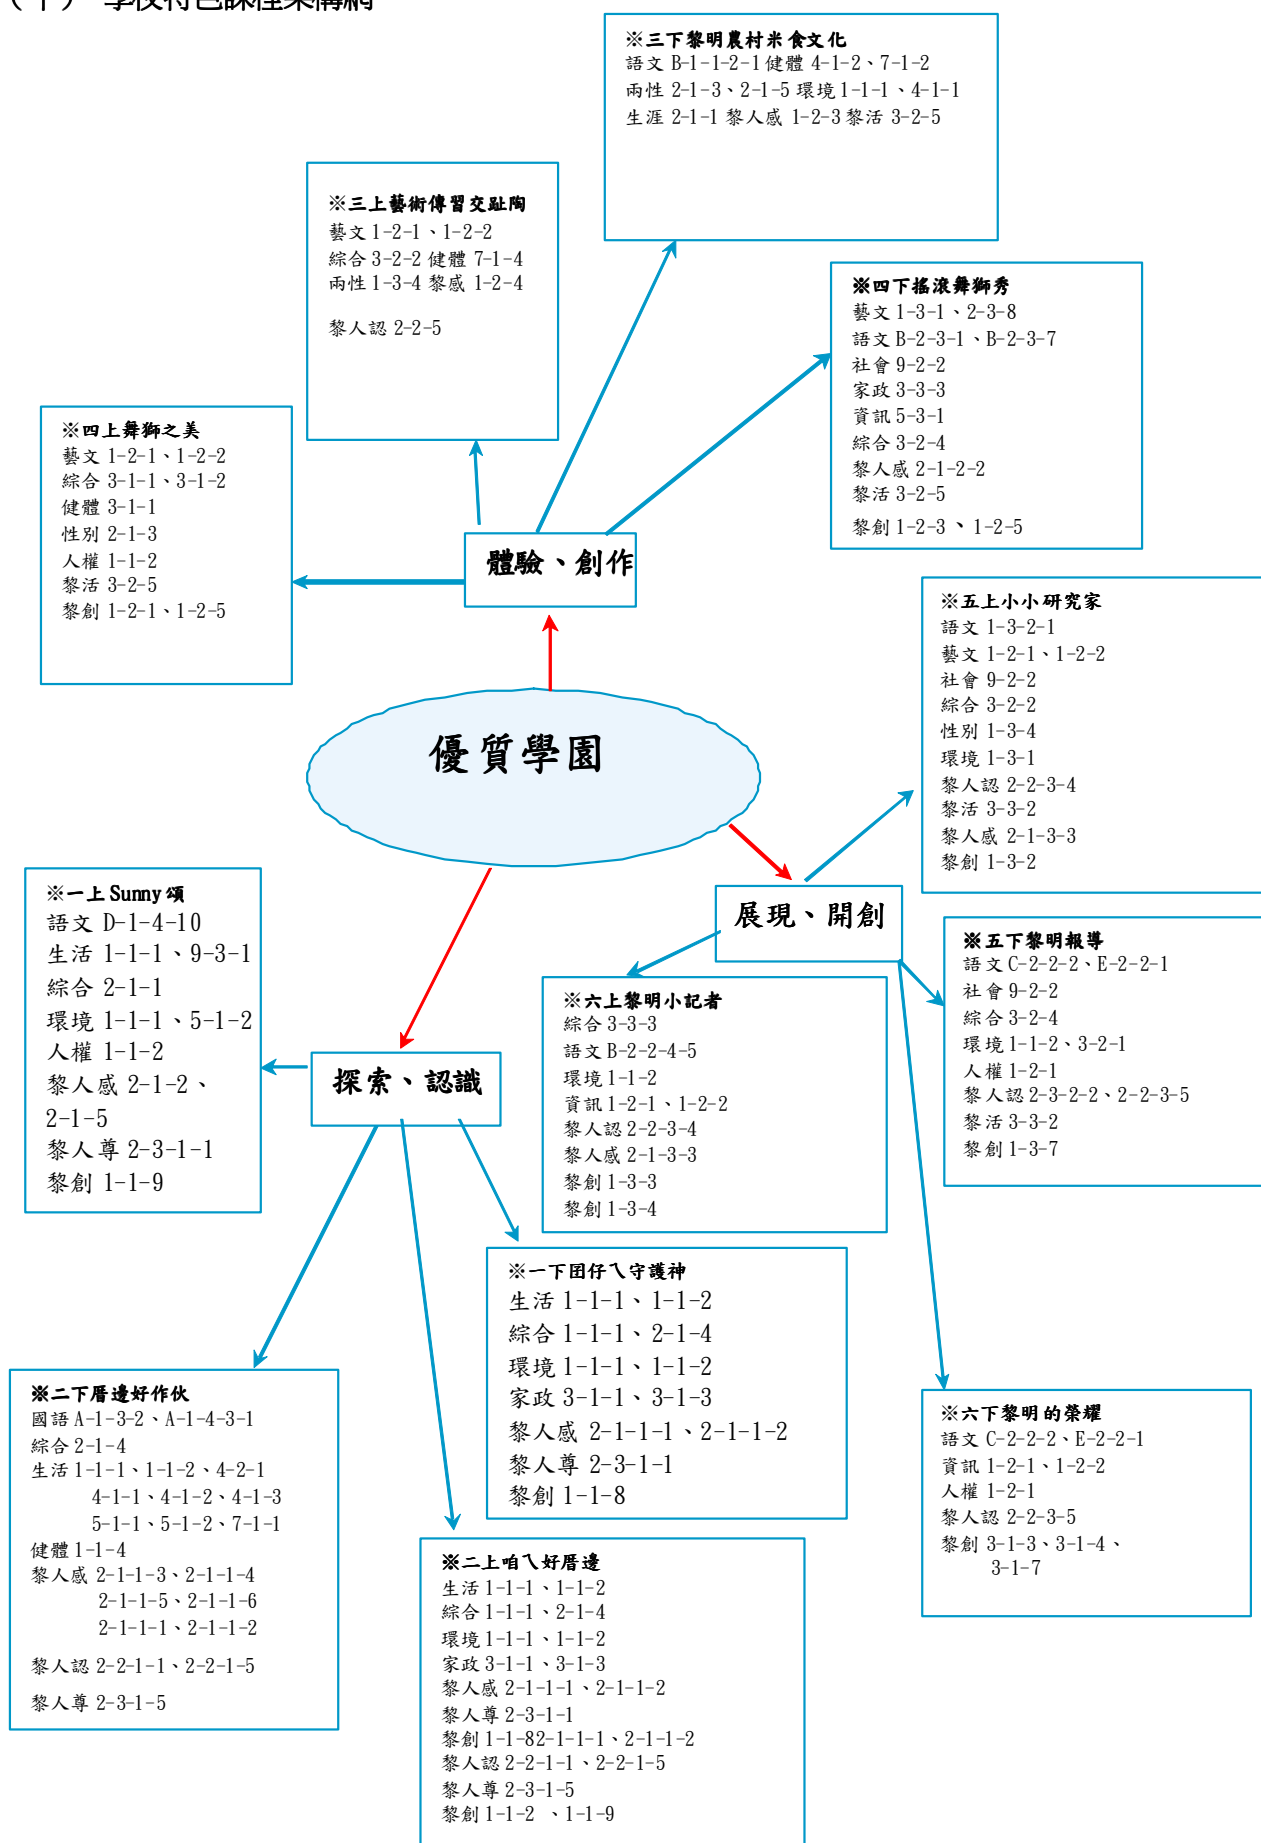 （十） 學校特色課程架構網
※三下黎明農村米食文化
語文 B-1-1-2-1 健體 4-1-2、7-1-2
兩性 2-1-3、2-1-5 環境 1-1-1、4-1-1
生涯 2-1-1 黎人感 1-2-3 黎活 3-2-5
※三上藝術傳習交趾陶
藝文 1-2-1、1-2-2
綜合 3-2-2 健體 7-1-4
兩性 1-3-4 黎感 1-2-4
黎人認 2-2-5
※四下搖滾舞獅秀
藝文 1-3-1、2-3-8
語文 B-2-3-1、B-2-3-7
社會 9-2-2
家政 3-3-3
資訊 5-3-1
綜合 3-2-4
黎人感 2-1-2-2
黎活 3-2-5
黎創 1-2-3 、1-2-5
※四上舞獅之美
藝文 1-2-1、1-2-2
綜合 3-1-1、3-1-2
健體 3-1-1
性別 2-1-3
人權 1-1-2
黎活 3-2-5
黎創 1-2-1、1-2-5
體驗、創作
※五上小小研究家
語文 1-3-2-1
藝文 1-2-1、1-2-2
社會 9-2-2
綜合 3-2-2
性別 1-3-4
環境 1-3-1
黎人認 2-2-3-4
黎活 3-3-2
黎人感 2-1-3-3
黎創 1-3-2
優質學園
※一上 Sunny 頌
語文 D-1-4-10
生活 1-1-1、9-3-1
綜合 2-1-1
環境 1-1-1、5-1-2
人權 1-1-2
黎人感 2-1-2、
2-1-5
黎人尊 2-3-1-1
黎創 1-1-9
展現、開創
※五下黎明報導
語文 C-2-2-2、E-2-2-1
社會 9-2-2
綜合 3-2-4
環境 1-1-2、3-2-1
人權 1-2-1
黎人認 2-3-2-2、2-2-3-5
黎活 3-3-2
黎創 1-3-7
※六上黎明小記者
綜合 3-3-3
語文 B-2-2-4-5
環境 1-1-2
資訊 1-2-1、1-2-2
黎人認 2-2-3-4
黎人感 2-1-3-3
黎創 1-3-3
黎創 1-3-4
探索、認識
※一下囝仔ㄟ守護神
生活 1-1-1、1-1-2
綜合 1-1-1、2-1-4
環境 1-1-1、1-1-2
家政 3-1-1、3-1-3
黎人感 2-1-1-1、2-1-1-2
黎人尊 2-3-1-1
黎創 1-1-8
※二下厝邊好作伙
國語 A-1-3-2、A-1-4-3-1
綜合 2-1-4
生活 1-1-1、1-1-2、4-2-1
4-1-1、4-1-2、4-1-3
5-1-1、5-1-2、7-1-1
健體 1-1-4
黎人感 2-1-1-3、2-1-1-4
2-1-1-5、2-1-1-6
2-1-1-1、2-1-1-2
黎人認 2-2-1-1、2-2-1-5
黎人尊 2-3-1-5
※六下黎明的榮耀
語文 C-2-2-2、E-2-2-1
資訊 1-2-1、1-2-2
人權 1-2-1
黎人認 2-2-3-5
黎創 3-1-3、3-1-4、
3-1-7
※二上咱ㄟ好厝邊
生活 1-1-1、1-1-2
綜合 1-1-1、2-1-4
環境 1-1-1、1-1-2
家政 3-1-1、3-1-3
黎人感 2-1-1-1、2-1-1-2
黎人尊 2-3-1-1
黎創 1-1-82-1-1-1、2-1-1-2
黎人認 2-2-1-1、2-2-1-5
黎人尊 2-3-1-5
黎創 1-1-2 、1-1-9